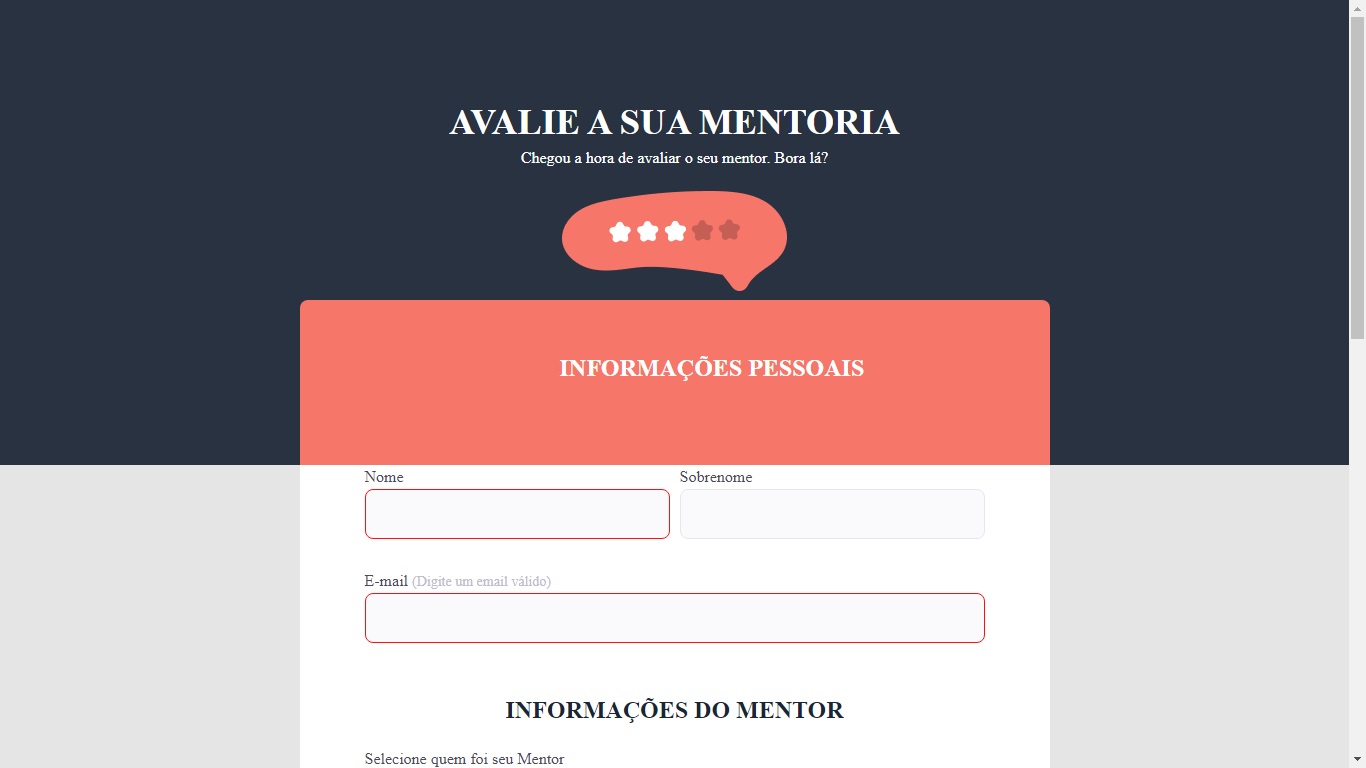 AVALIE A SUA MENTORIA
Chegou a hora de avaliar o seu mentor. Bora lá?
INFORMAÇÕES PESSOAIS
Nome
Sobrenome
E-mail (Digite um email válido)
INFORMAÇÕES DO MENTOR
Selecione quem foi seu Mentor